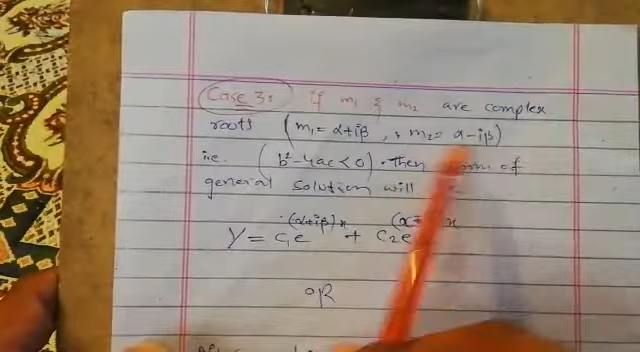 Case 3: if m₁ & m₂ are complex
roots (m₁ = α+iβ , & m₂ = α-iβ)
i.e. (b²-4ac<0). Then of
general solution will
y = c₁e^(α+iβ)x + c₂e
OR